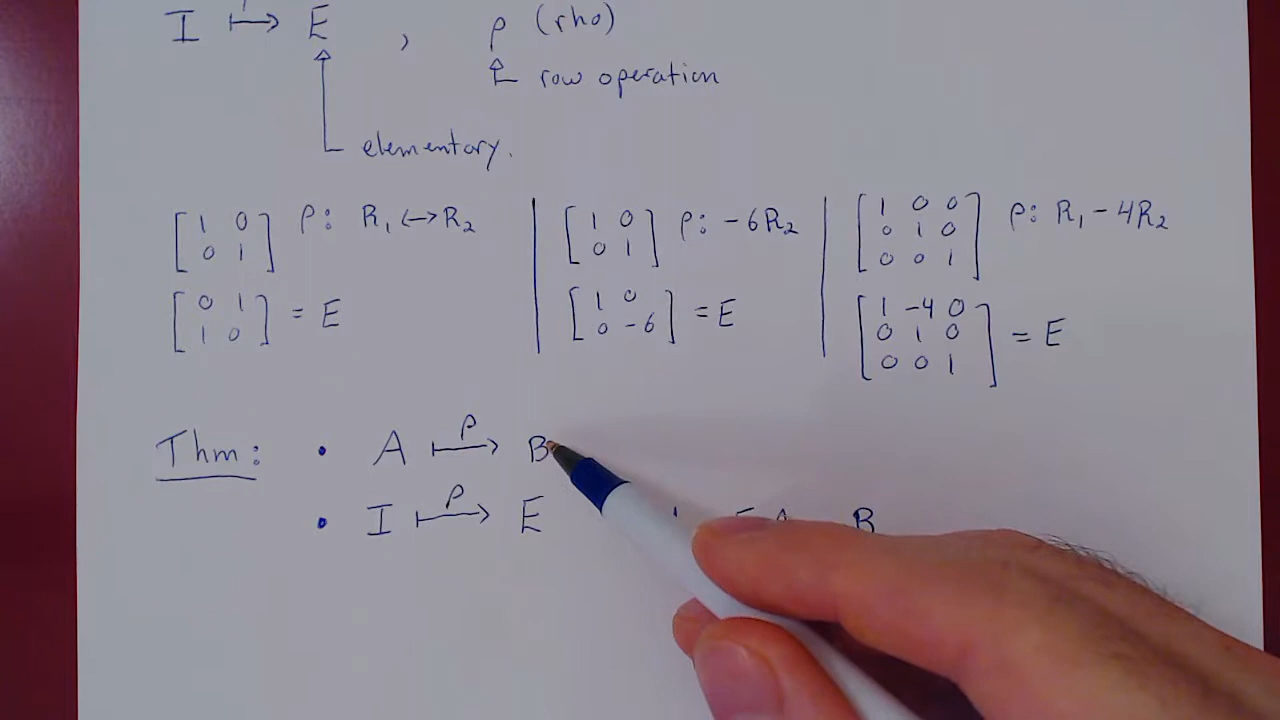 I ⟼ E , ρ (rho)
row operation
elementary.
[1 0] ρ: R₁ ↔ R₂ | [1 0] ρ: -6R₂ | [1 0 0] ρ: R₁ - 4R₂
[0 1] | [0 1] | [0 1 0]
[0 0 1]
[0 1] = E | [1 0] = E | [1 -4 0] = E
[1 0] | [0 -6] | [0 1 0]
[0 0 1]
Thm: • A ⟼ρ B
• I ⟼ρ E B